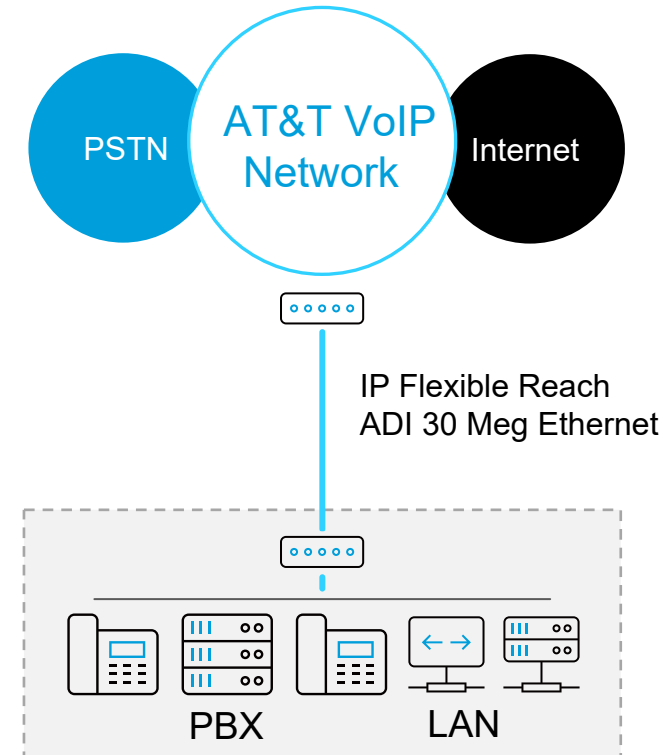 PSTN
AT&T VoIP
Network
Internet
IP Flexible Reach
ADI 30 Meg Ethernet
PBX
LAN